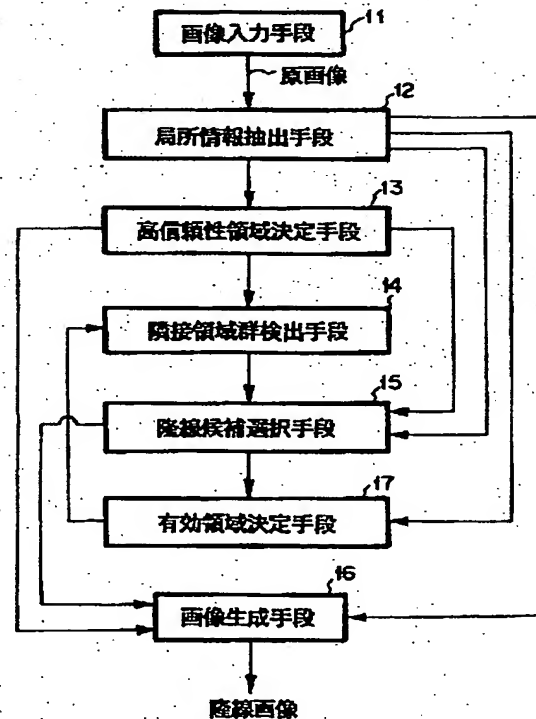 11
画像入力手段
原画像
12
局所情報抽出手段
13
高信頼性領域決定手段
14
隣接領域群検出手段
15
隆線候補選択手段
17
有効領域決定手段
16
画像生成手段
隆線画像